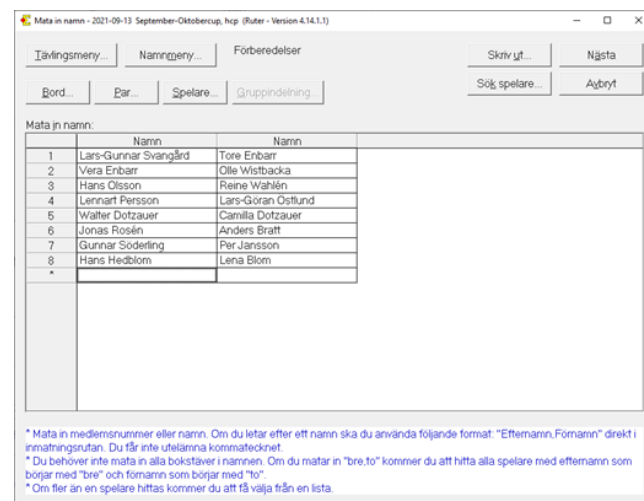 Mata in namn - 2021-09-13 September-Oktobercup, hcp (Ruter - Version 4.14.1.1)
Tävlingsmeny... Namnmeny... Förberedelser Skriv ut... Nästa
Bord... Par... Spelare... Gruppindelning... Sök spelare... Avbryt
Mata in namn:
Namn Namn
1 Lars-Gunnar Svangård Tore Enbarr
2 Vera Enbarr Olle Wistbacka
3 Hans Olsson Reine Wahlén
4 Lennart Persson Lars-Göran Östlund
5 Walter Dotzauer Camilla Dotzauer
6 Jonas Rosén Anders Bratt
7 Gunnar Söderling Per Jansson
8 Hans Hedblom Lena Blom
*
* Mata in medlemsnummer eller namn. Om du letar efter ett namn ska du använda följande format: "Efternamn,Förnamn" direkt i
inmatningsrutan. Du får inte utelämna kommatecknet.
* Du behöver inte mata in alla bokstäver i namnen. Om du matar in "bre,to" kommer du att hitta alla spelare med efternamn som
börjar med "bre" och förnamn som börjar med "to".
* Om fler än en spelare hittas kommer du att få välja från en lista.